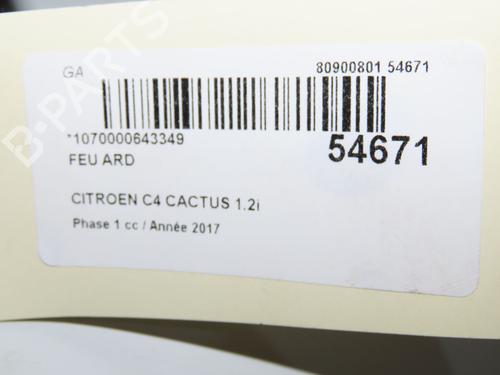 GA 80900801 54671
*1070000643349 54671
FEU ARD
CITROEN C4 CACTUS 1.2i
Phase 1 cc / Année 2017
B-PARTS